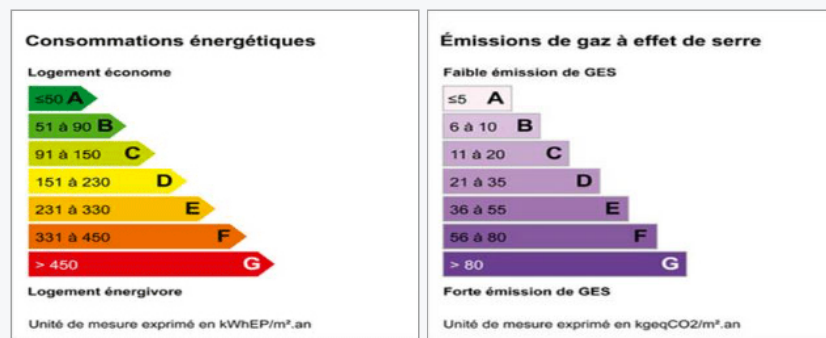 Consommations énergétiques
Logement économe
≤50 A
51 à 90 B
91 à 150 C
151 à 230 D
231 à 330 E
331 à 450 F
> 450 G
Logement énergivore
Unité de mesure exprimé en kWhEP/m².an
Émissions de gaz à effet de serre
Faible émission de GES
≤5 A
6 à 10 B
11 à 20 C
21 à 35 D
36 à 55 E
56 à 80 F
> 80 G
Forte émission de GES
Unité de mesure exprimé en kgeqCO2/m².an